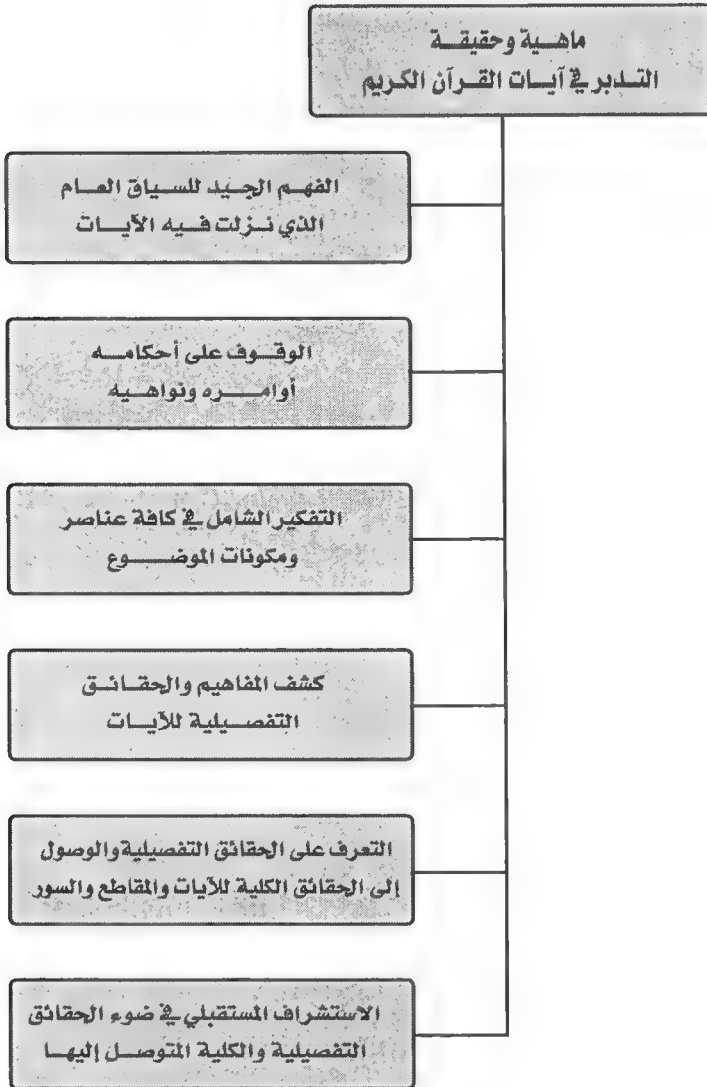 ماهية وحقيقة
التدبر في آيات القرآن الكريم
الفهم الجيد للسياق العام
الذي نزلت فيه الآيات
الوقوف على أحكامه
أوامره ونواهيه
التفكير الشامل في كافة عناصر
ومكونات الموضوع
كشف المفاهيم والحقائق
التفصيلية للآيات
التعرف على الحقائق التفصيلية والوصول
إلى الحقائق الكلية للآيات والمقاطع والسور
الاستشراف المستقبلي في ضوء الحقائق
التفصيلية والكلية المتوصل إليها